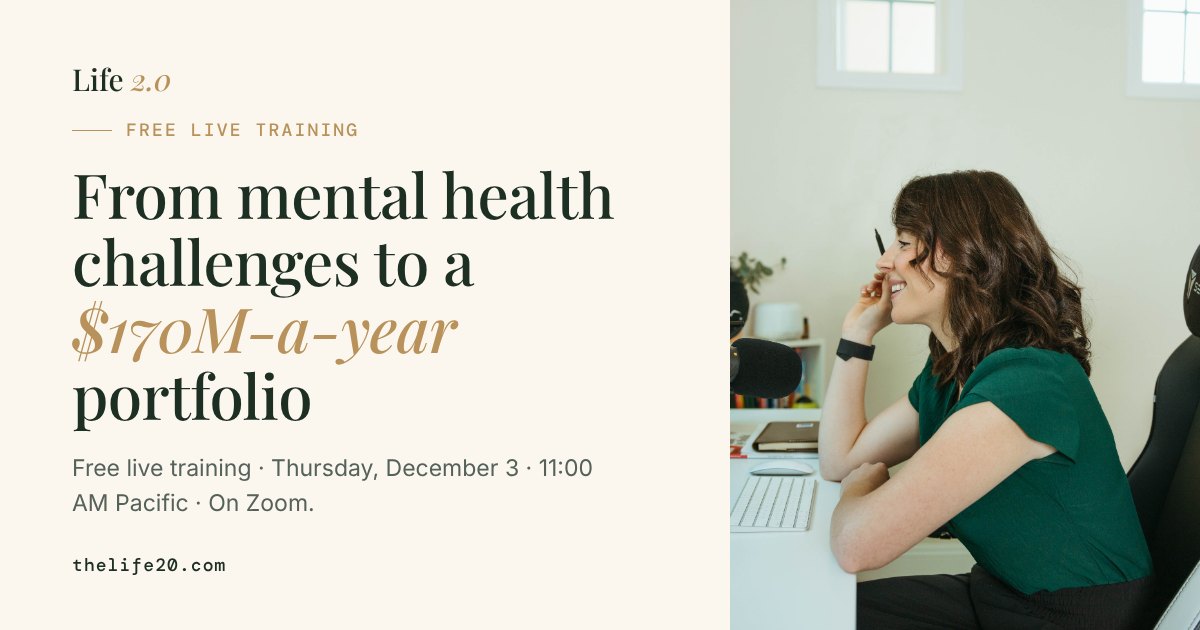 Life 2.0
FREE LIVE TRAINING
From mental health
challenges to a
$170M-a-year
portfolio
Free live training · Thursday, December 3 · 11:00
AM Pacific · On Zoom.
thelife20.com